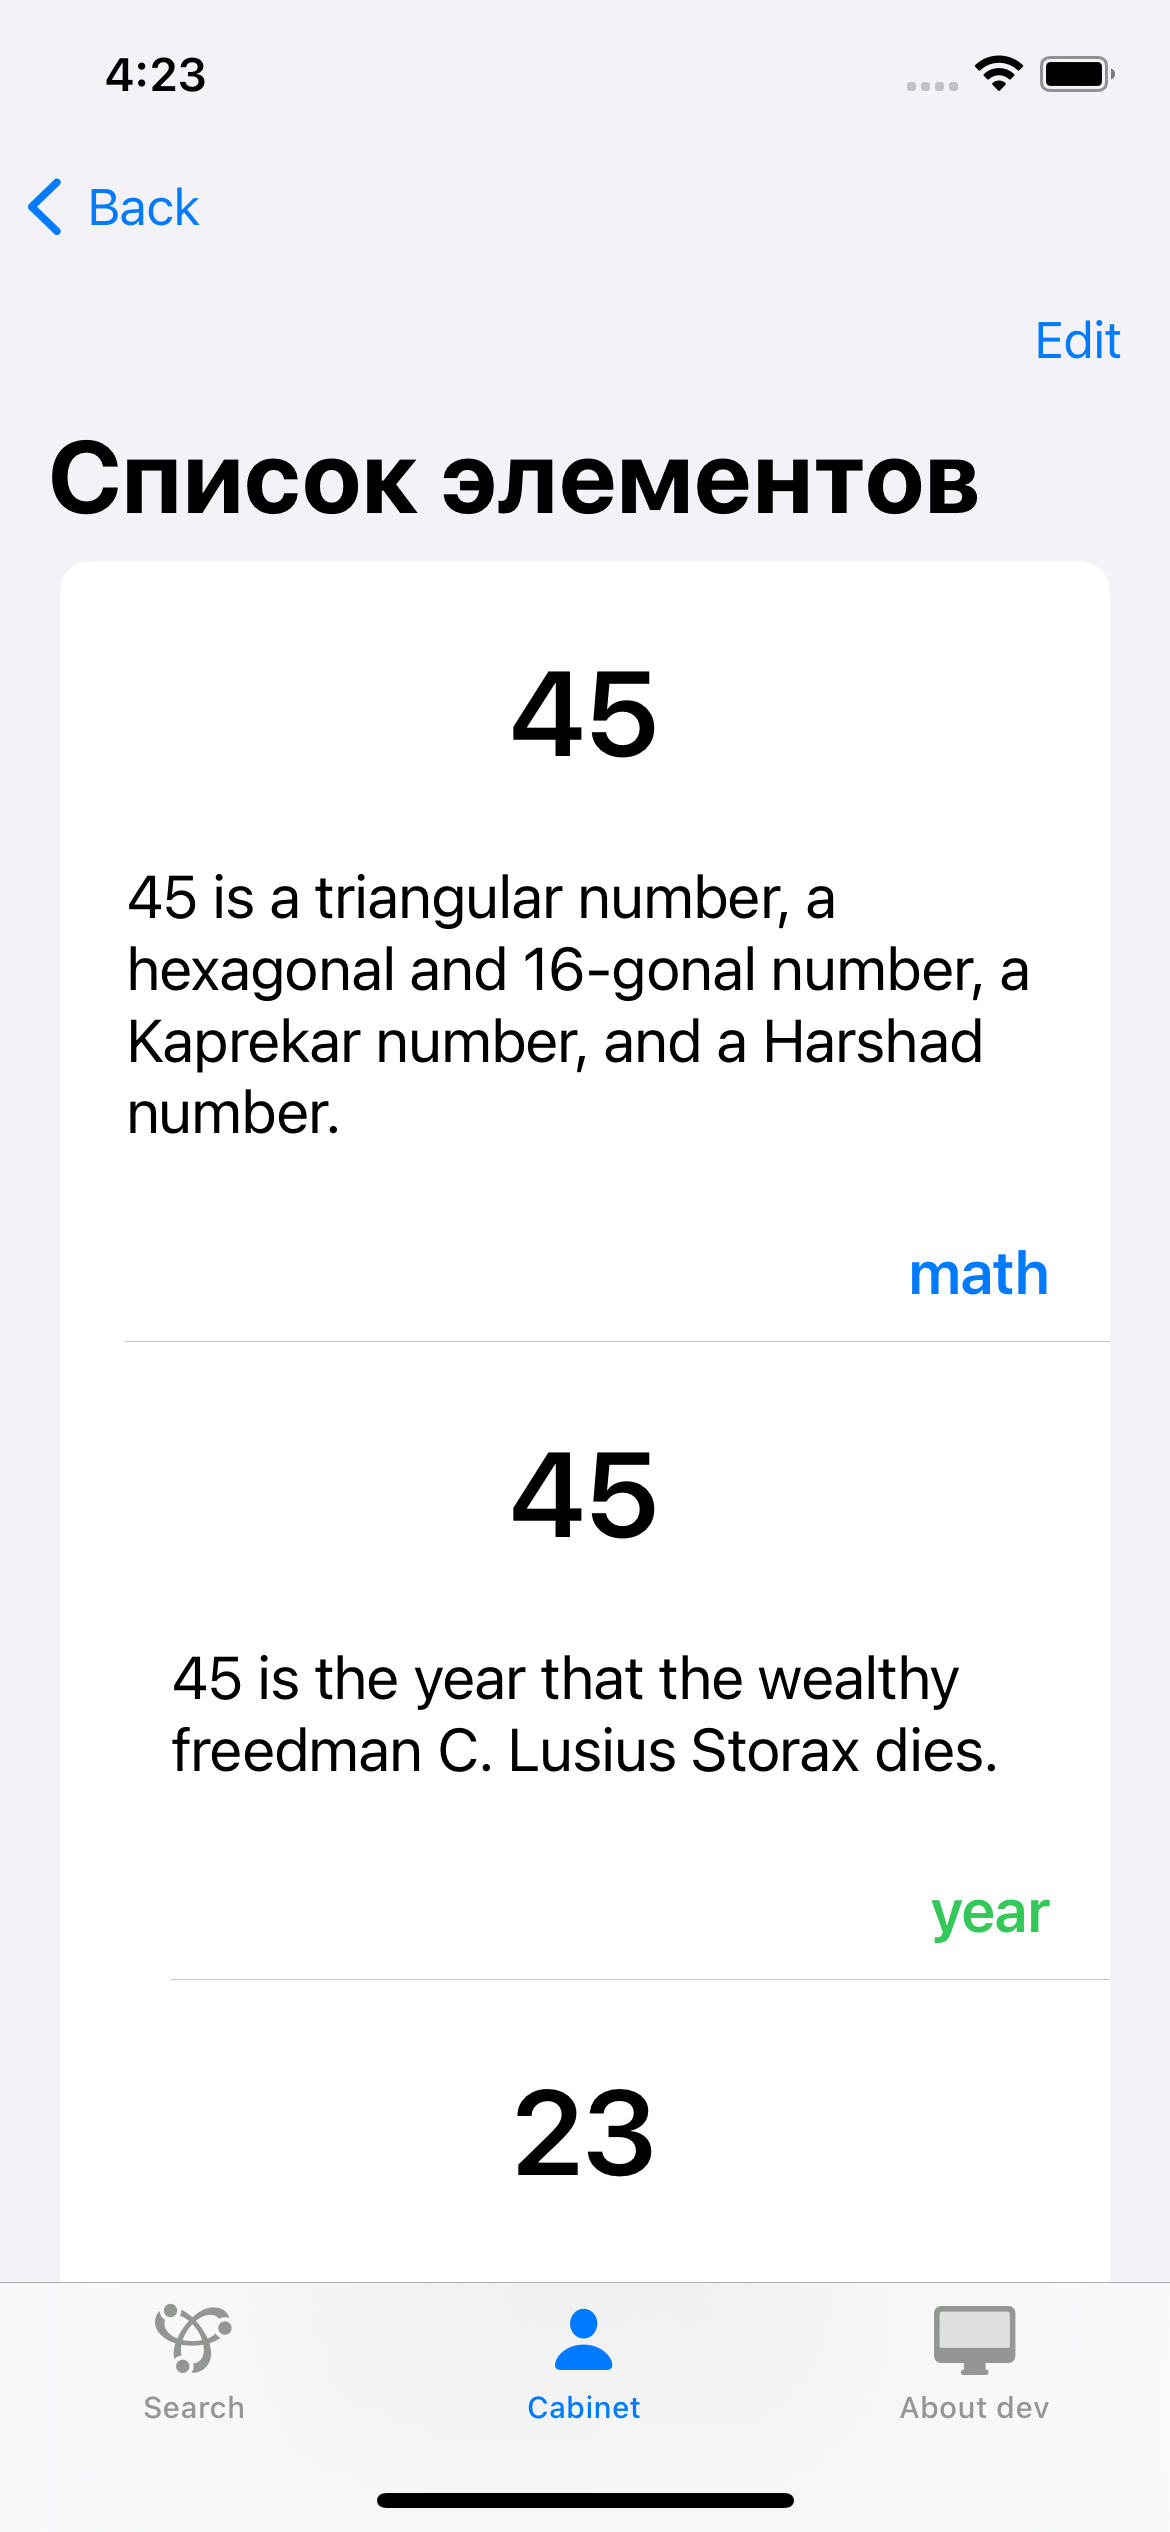 4:23
Back
Edit
Список элементов
45
45 is a triangular number, a
hexagonal and 16-gonal number, a
Kaprekar number, and a Harshad
number.
math
45
45 is the year that the wealthy
freedman C. Lusius Storax dies.
year
23
Search
Cabinet
About dev